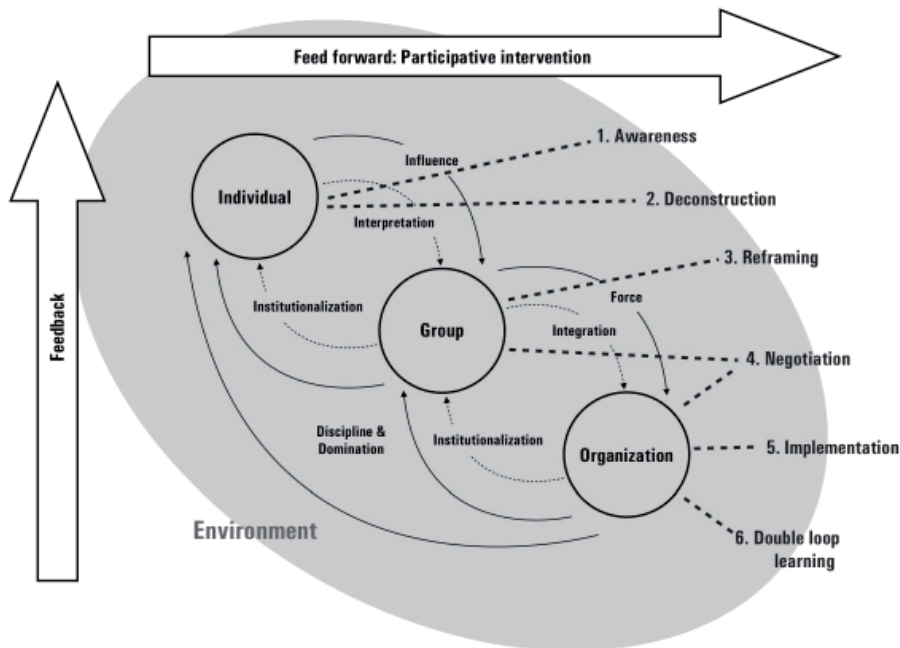 Feed forward: Participative intervention
1. Awareness
Influence
Individual
2. Deconstruction
Interpretation
3. Reframing
Force
Institutionalization
Feedback
Group
Integration
4. Negotiation
Discipline &
Domination
Institutionalization
Organization
5. Implementation
Environment
6. Double loop
learning